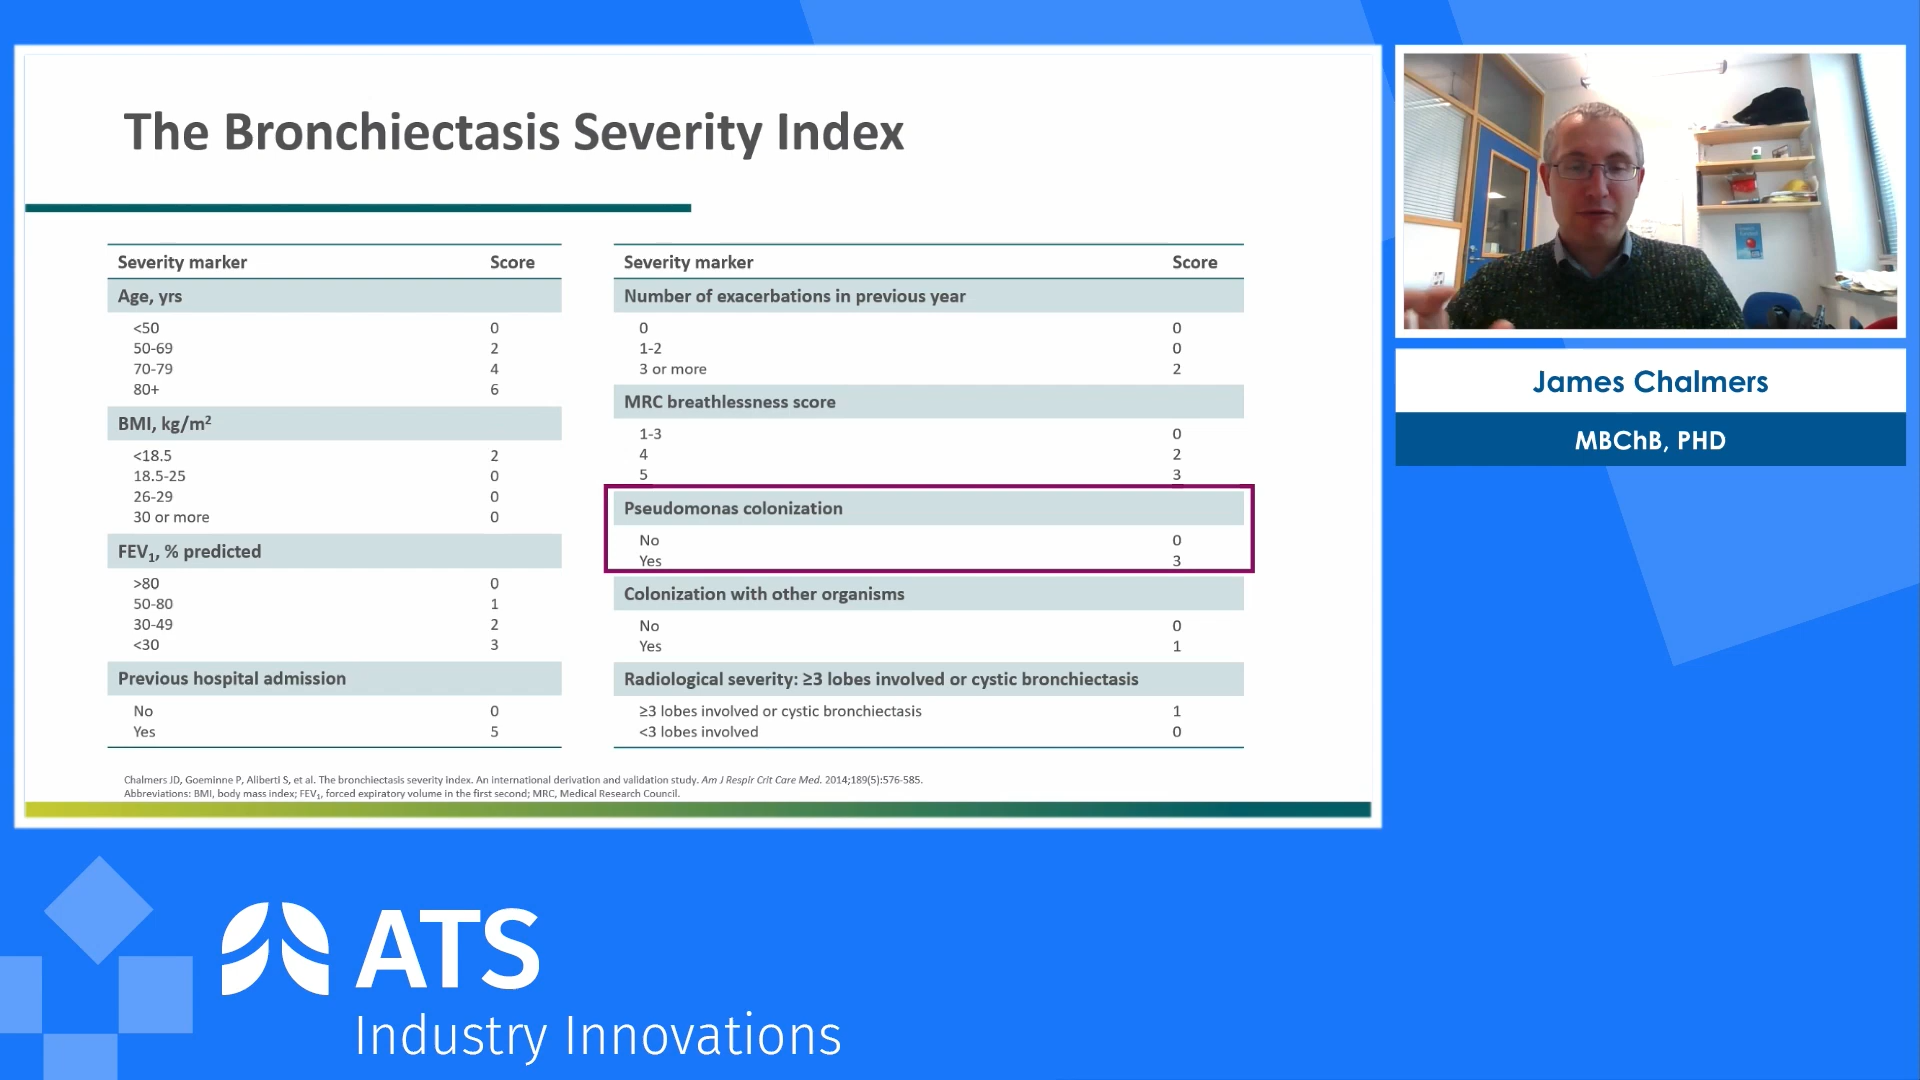 The Bronchiectasis Severity Index
Severity marker Score
Age, yrs
<50 0
50-69 2
70-79 4
80+ 6
BMI, kg/m²
<18.5 2
18.5-25 0
26-29 0
30 or more 0
FEV₁, % predicted
>80 0
50-80 1
30-49 2
<30 3
Previous hospital admission
No 0
Yes 5
Severity marker Score
Number of exacerbations in previous year
0 0
1-2 0
3 or more 2
MRC breathlessness score
1-3 0
4 2
5 3
Pseudomonas colonization
No 0
Yes 3
Colonization with other organisms
No 0
Yes 1
Radiological severity: ≥3 lobes involved or cystic bronchiectasis
≥3 lobes involved or cystic bronchiectasis 1
<3 lobes involved 0
Chalmers JD, Goeminne P, Aliberti S, et al. The bronchiectasis severity index. An international derivation and validation study. Am J Respir Crit Care Med. 2014;189(5):576-585.
Abbreviations: BMI, body mass index; FEV₁, forced expiratory volume in the first second; MRC, Medical Research Council.
James Chalmers
MBChB, PHD
ATS
Industry Innovations